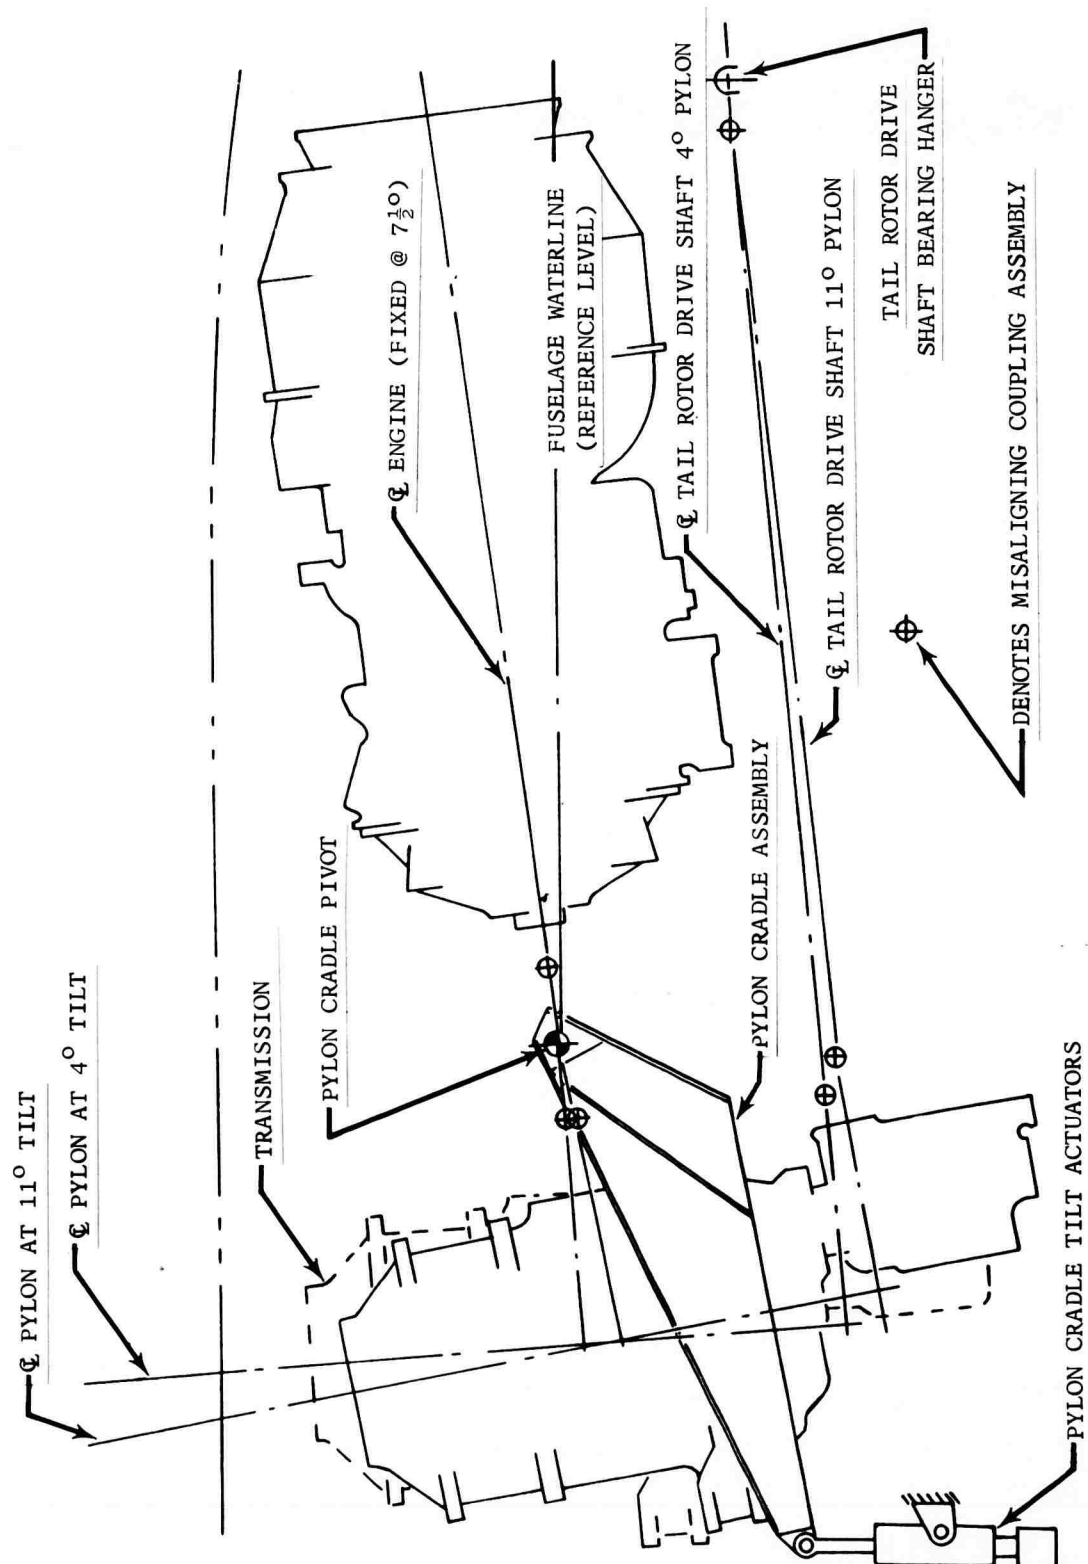 ℄ PYLON AT 11° TILT
℄ PYLON AT 4° TILT
TRANSMISSION
PYLON CRADLE PIVOT
℄ ENGINE (FIXED @ 7½°)
FUSELAGE WATERLINE
(REFERENCE LEVEL)
℄ TAIL ROTOR DRIVE SHAFT 4° PYLON
℄ TAIL ROTOR DRIVE SHAFT 11° PYLON
TAIL ROTOR DRIVE
SHAFT BEARING HANGER
PYLON CRADLE ASSEMBLY
DENOTES MISALINING COUPLING ASSEMBLY
PYLON CRADLE TILT ACTUATORS